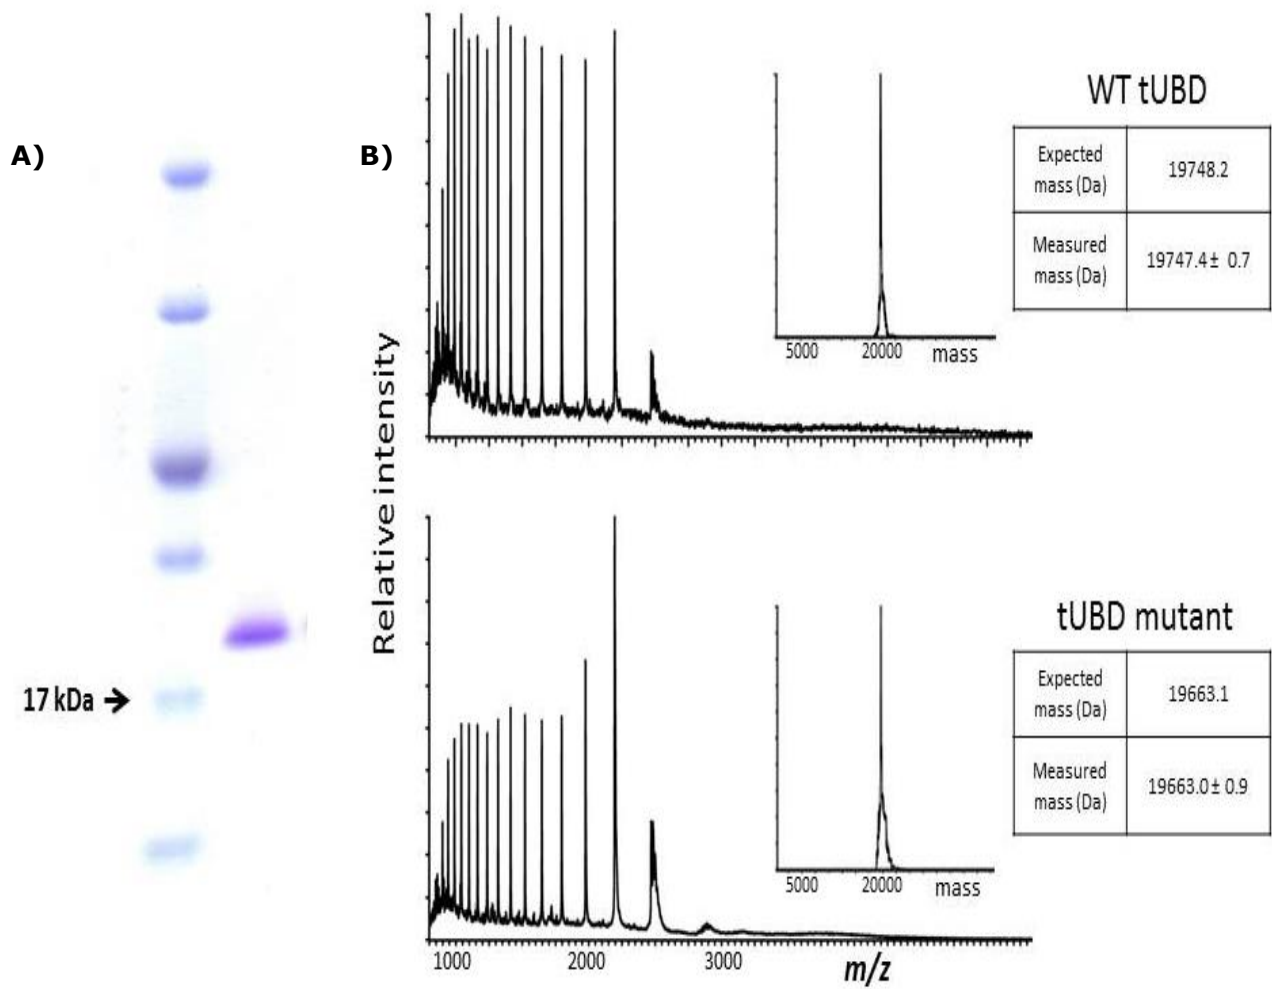 A)
17 kDa
B)
Relative intensity
5000
20000
mass
WT tUBD
Expected
mass (Da)
19748.2
Measured
mass (Da)
19747.4 ± 0.7
5000
20000
mass
tUBD mutant
Expected
mass (Da)
19663.1
Measured
mass (Da)
19663.0 ± 0.9
1000
2000
3000
m/z